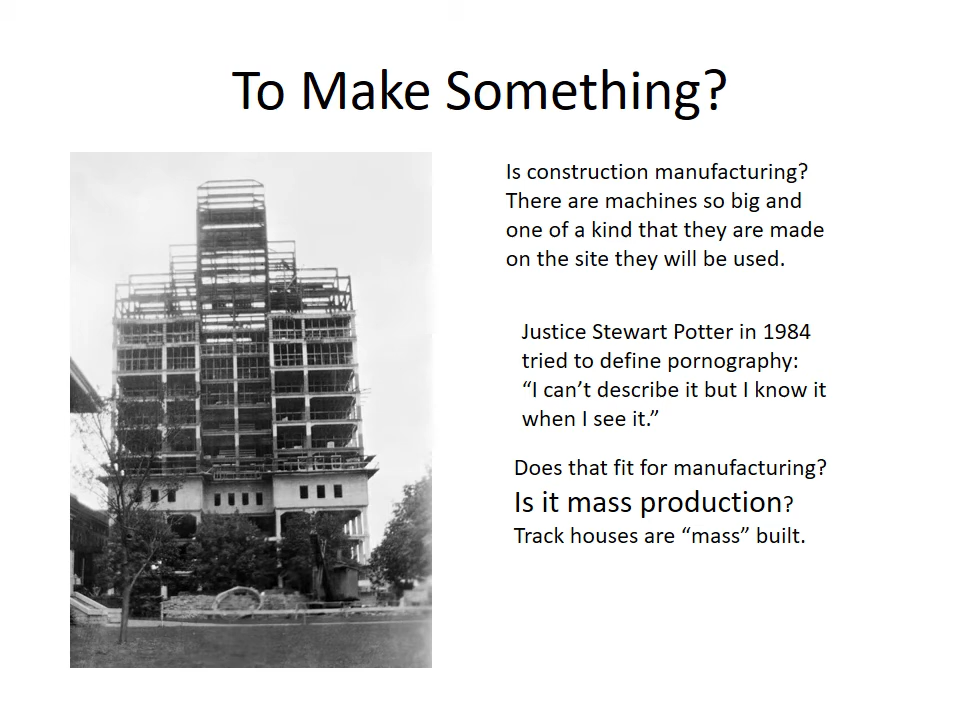 To Make Something?
Is construction manufacturing?
There are machines so big and
one of a kind that they are made
on the site they will be used.
Justice Stewart Potter in 1984
tried to define pornography:
“I can’t describe it but I know it
when I see it.”
Does that fit for manufacturing?
Is it mass production?
Track houses are “mass” built.